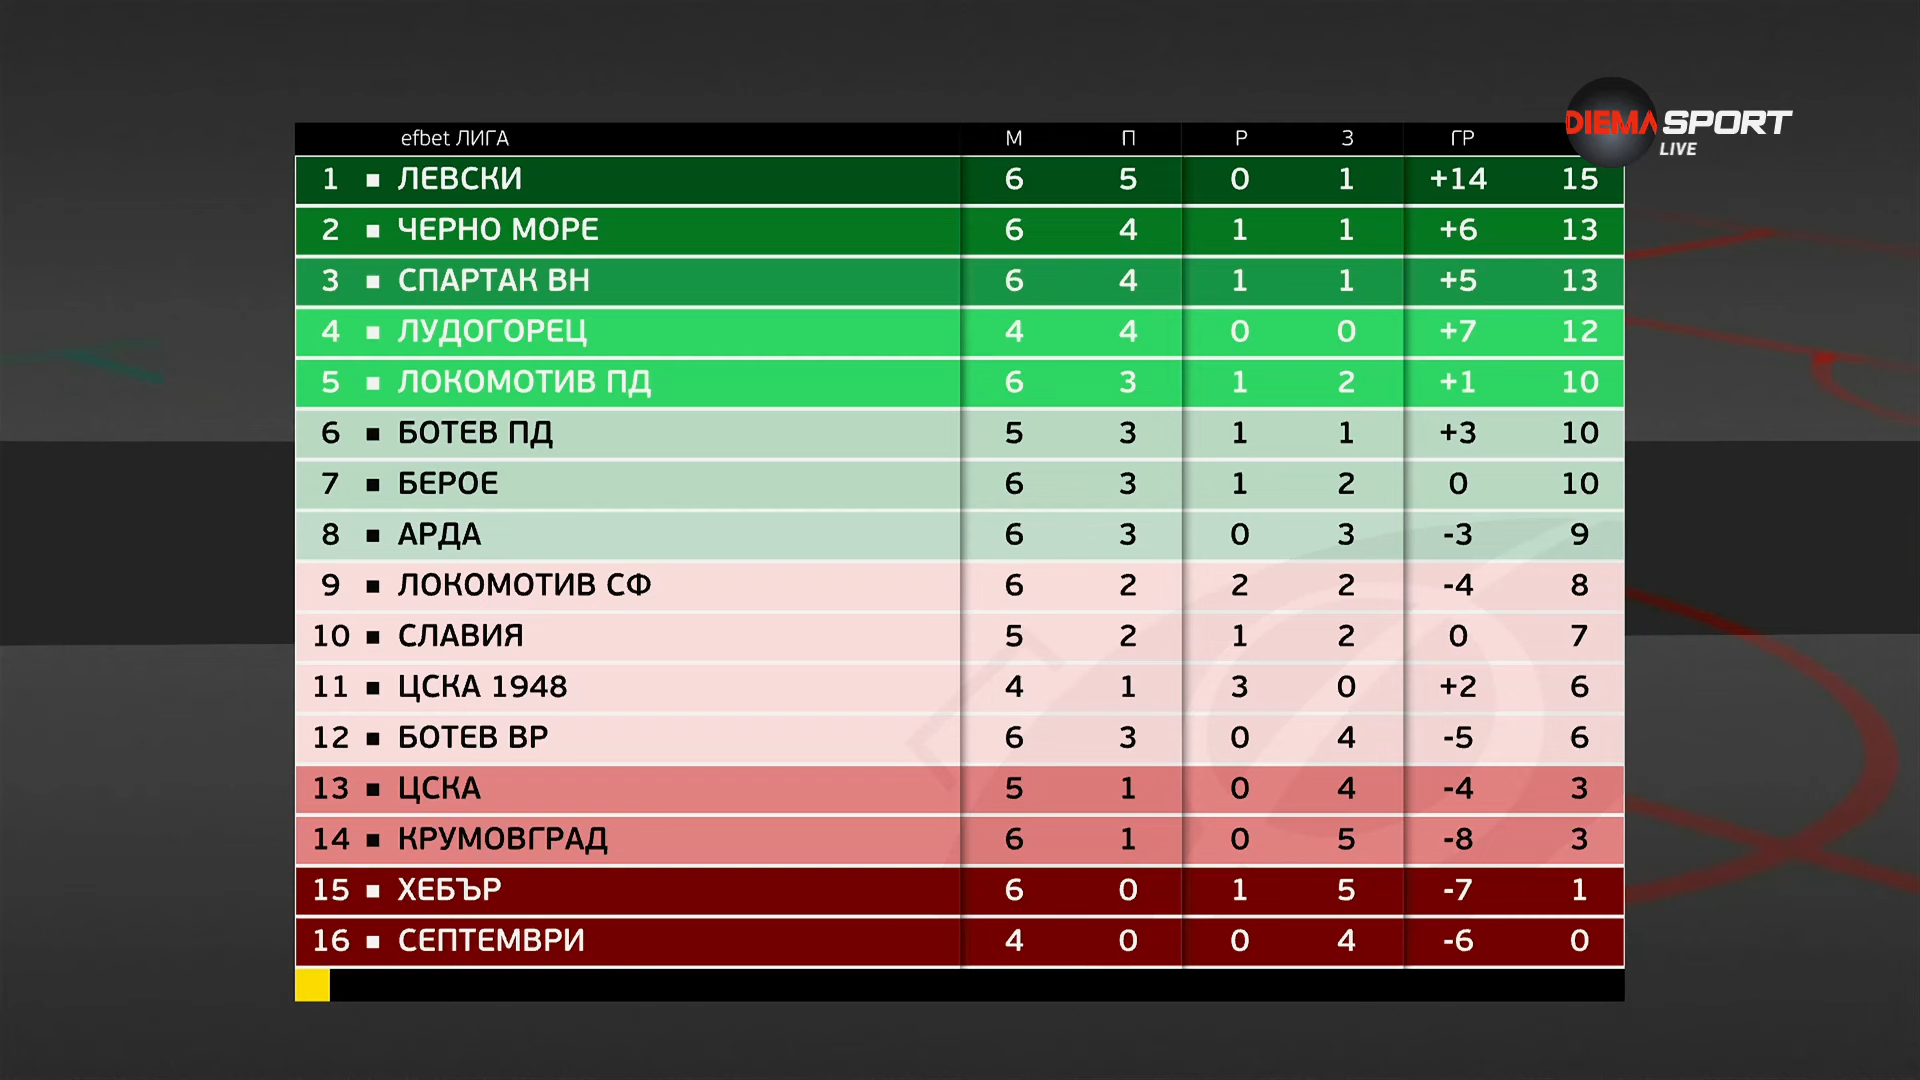 DIEMA SPORT
LIVE
efbet ЛИГА М П Р З ГР
1 ЛЕВСКИ 6 5 0 1 +14 15
2 ЧЕРНО МОРЕ 6 4 1 1 +6 13
3 СПАРТАК ВН 6 4 1 1 +5 13
4 ЛУДОГОРЕЦ 4 4 0 0 +7 12
5 ЛОКОМОТИВ ПД 6 3 1 2 +1 10
6 БОТЕВ ПД 5 3 1 1 +3 10
7 БЕРОЕ 6 3 1 2 0 10
8 АРДА 6 3 0 3 -3 9
9 ЛОКОМОТИВ СФ 6 2 2 2 -4 8
10 СЛАВИЯ 5 2 1 2 0 7
11 ЦСКА 1948 4 1 3 0 +2 6
12 БОТЕВ ВР 6 3 0 4 -5 6
13 ЦСКА 5 1 0 4 -4 3
14 КРУМОВГРАД 6 1 0 5 -8 3
15 ХЕБЪР 6 0 1 5 -7 1
16 СЕПТЕМВРИ 4 0 0 4 -6 0